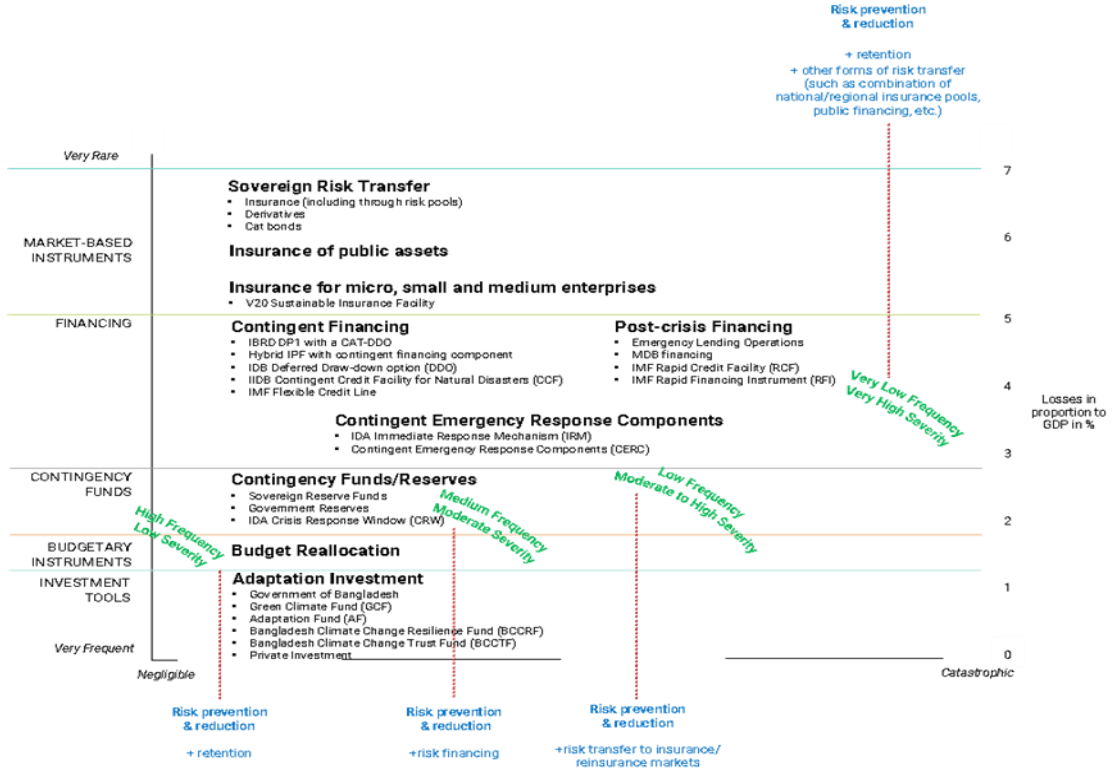 Risk prevention
& reduction
+ retention
+ other forms of risk transfer
(such as combination of
national/regional insurance pools,
public financing, etc.)
Very Rare
7
Sovereign Risk Transfer
• Insurance (including through risk pools)
• Derivatives
• Cat bonds
MARKET-BASED
INSTRUMENTS
6
Insurance of public assets
Insurance for micro, small and medium enterprises
• V20 Sustainable Insurance Facility
5
FINANCING
Contingent Financing
• IBRD DP1 with a CAT-DDO
• Hybrid IPF with contingent financing component
• IDB Deferred Draw-down option (DDO)
• IIDB Contingent Credit Facility for Natural Disasters (CCF)
• IMF Flexible Credit Line
Post-crisis Financing
• Emergency Lending Operations
• MDB financing
• IMF Rapid Credit Facility (RCF)
• IMF Rapid Financing Instrument (RFI)
Very Low Frequency
Very High Severity
4
Losses in
proportion to
GDP in %
Contingent Emergency Response Components
• IDA Immediate Response Mechanism (IRM)
• Contingent Emergency Response Components (CERC)
3
CONTINGENCY
FUNDS
Contingency Funds/Reserves
• Sovereign Reserve Funds
• Government Reserves
• IDA Crisis Response Window (CRW)
High Frequency
Low Severity
Medium Frequency
Moderate Severity
Low Frequency
Moderate to High Severity
2
BUDGETARY
INSTRUMENTS
Budget Reallocation
INVESTMENT
TOOLS
Adaptation Investment
• Government of Bangladesh
• Green Climate Fund (GCF)
• Adaptation Fund (AF)
• Bangladesh Climate Change Resilience Fund (BCCRF)
• Bangladesh Climate Change Trust Fund (BCCTF)
• Private Investment
1
Very Frequent
0
Negligible
Catastrophic
Risk prevention
& reduction
+ retention
Risk prevention
& reduction
+risk financing
Risk prevention
& reduction
+risk transfer to insurance/
reinsurance markets